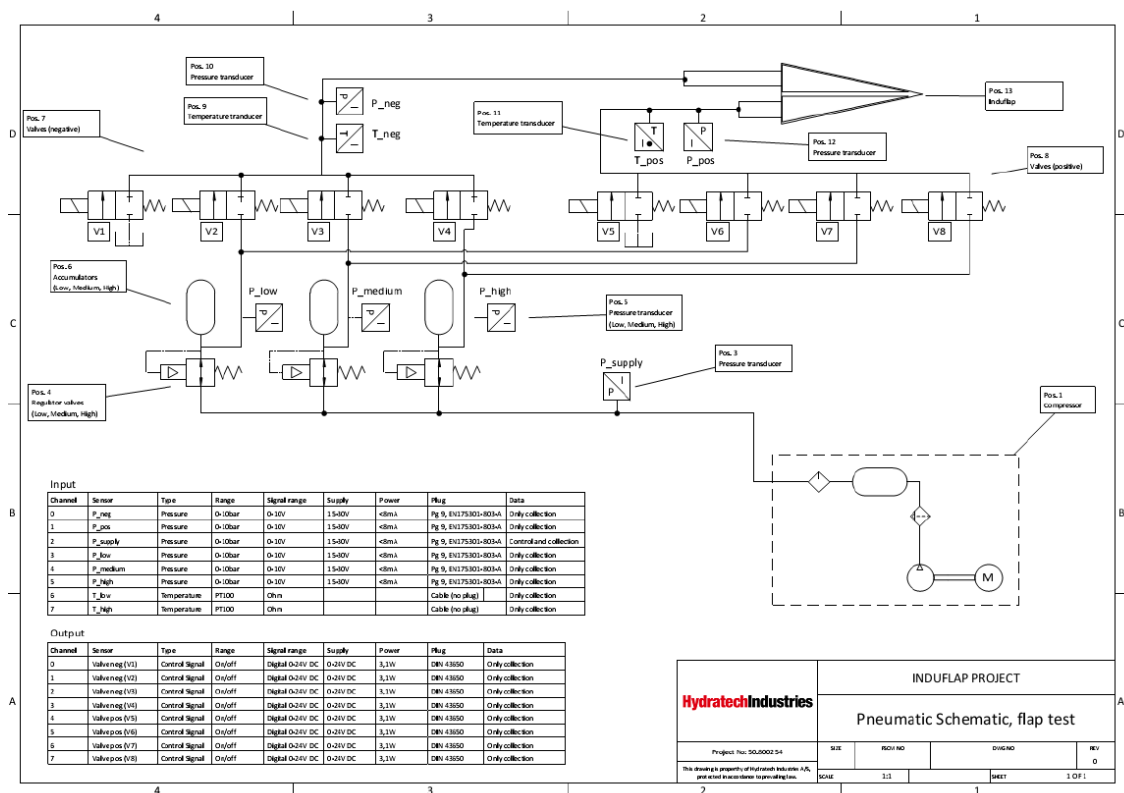 4 3 2 1
Pos. 10
Pressure transducer
Pos. 9
Temperature tranducer
P
I
P_neg
T
I
T_neg
Pos. 7
Valves (negative)
Pos. 11
Temperature transducer
T
I
T_pos
P
I
P_pos
Pos. 12
Pressure transducer
Pos. 13
Induflap
Pos. 8
Valves (positive)
D
D
V1 V2 V3 V4 V5 V6 V7 V8
Pos. 6
Accumulators
(Low, Medium, High)
P_low
P
I
P_medium
P
I
P_high
P
I
Pos. 5
Pressure transducer
(Low, Medium, High)
C
C
P_supply
I
P
Pos. 3
Pressure transducer
Pos. 4
Regulator valves
(Low, Medium, High)
Pos. 1
Compressor
M
B
B
Input
Channel Sensor Type Range Signal range Supply Power Plug Data
0 P_neg Pressure 0-10bar 0-10V 15-30V <8mA Pg 9, EN175301-803-A Only collection
1 P_pos Pressure 0-10bar 0-10V 15-30V <8mA Pg 9, EN175301-803-A Only collection
2 P_supply Pressure 0-10bar 0-10V 15-30V <8mA Pg 9, EN175301-803-A Control and collection
3 P_low Pressure 0-10bar 0-10V 15-30V <8mA Pg 9, EN175301-803-A Only collection
4 P_medium Pressure 0-10bar 0-10V 15-30V <8mA Pg 9, EN175301-803-A Only collection
5 P_high Pressure 0-10bar 0-10V 15-30V <8mA Pg 9, EN175301-803-A Only collection
6 T_low Temperature PT100 Ohm Cable (no plug) Only collection
7 T_high Temperature PT100 Ohm Cable (no plug) Only collection
Output
Channel Sensor Type Range Signal range Supply Power Plug Data
0 Valve neg (V1) Control Signal On/off Digital 0-24V DC 0-24V DC 3,1W DIN 43650 Only collection
1 Valve neg (V2) Control Signal On/off Digital 0-24V DC 0-24V DC 3,1W DIN 43650 Only collection
2 Valve neg (V3) Control Signal On/off Digital 0-24V DC 0-24V DC 3,1W DIN 43650 Only collection
3 Valve neg (V4) Control Signal On/off Digital 0-24V DC 0-24V DC 3,1W DIN 43650 Only collection
4 Valve pos (V5) Control Signal On/off Digital 0-24V DC 0-24V DC 3,1W DIN 43650 Only collection
5 Valve pos (V6) Control Signal On/off Digital 0-24V DC 0-24V DC 3,1W DIN 43650 Only collection
6 Valve pos (V7) Control Signal On/off Digital 0-24V DC 0-24V DC 3,1W DIN 43650 Only collection
7 Valve pos (V8) Control Signal On/off Digital 0-24V DC 0-24V DC 3,1W DIN 43650 Only collection
A
A
HydratechIndustries
INDUFLAP PROJECT
Pneumatic Schematic, flap test
Project No: 50.800254
This drawing is property of Hydratech Industries A/S,
protected in accordance to prevailing law.
SIZE FSCM NO DWG NO REV
0
SCALE 1:1 SHEET 1 OF 1
4 3 2 1